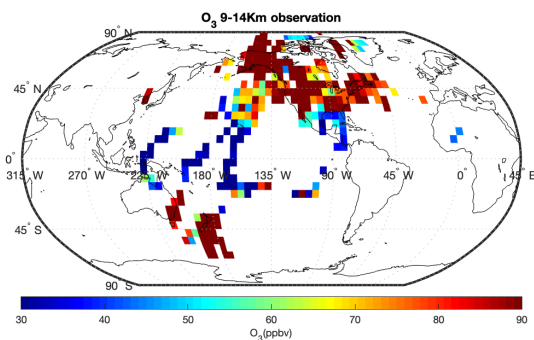 O₃ 9-14Km observation
90° N
45° N
0°
315° W 270° W 225° W 180° W 135° W 90° W 45° W 0° 45° E
45° S
90° S
30 40 50 60 70 80 90
O₃(ppbv)